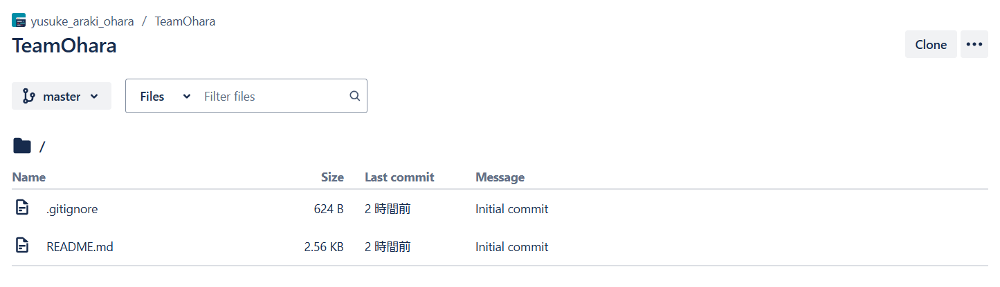 yusuke_araki_ohara / TeamOhara
TeamOhara
Clone
master Files Filter files
/
Name Size Last commit Message
.gitignore 624 B 2 時間前 Initial commit
README.md 2.56 KB 2 時間前 Initial commit